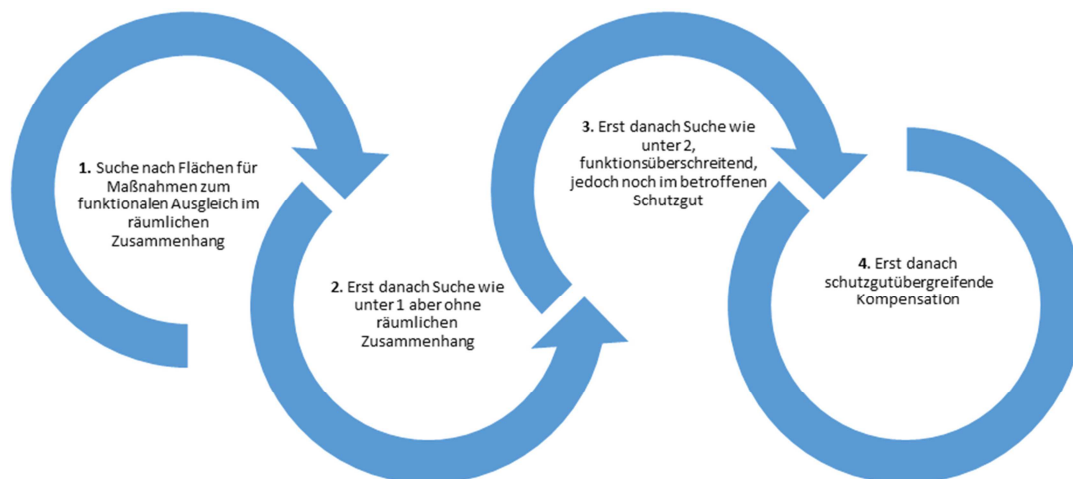 1. Suche nach Flächen für
Maßnahmen zum
funktionalen Ausgleich im
räumlichen
Zusammenhang
2. Erst danach Suche wie
unter 1 aber ohne
räumlichen
Zusammenhang
3. Erst danach Suche wie
unter 2,
funktionsüberschreitend,
jedoch noch im betroffenen
Schutzgut
4. Erst danach
schutzgutübergreifende
Kompensation